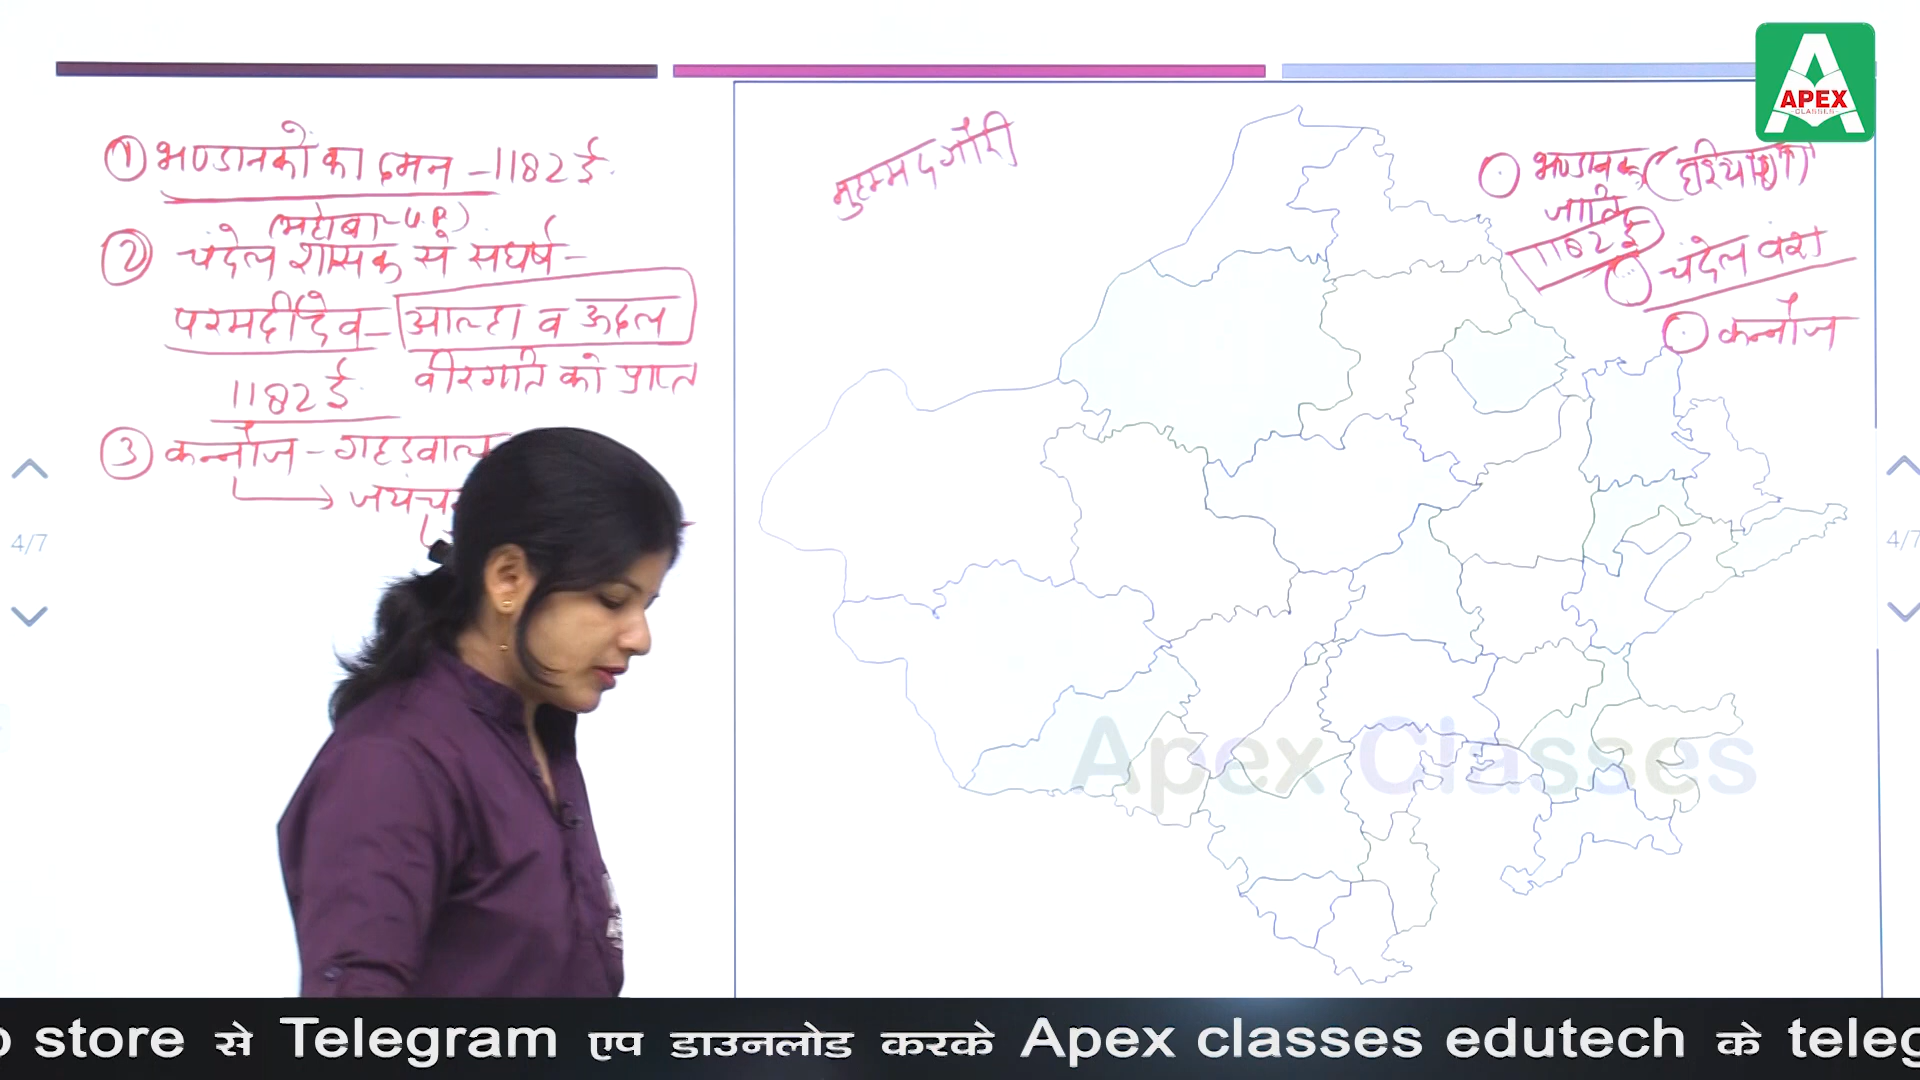 ① भण्डानकों का दमन - 1182 ई.
(महोबा - U.P.)
② चंदेल शासक से संघर्ष -
परमर्दीदेव - आल्हा व ऊदल
1182 ई. वीरगति को प्राप्त
③ कन्नौज - गहडवाल
मुहम्मद गौरी
भण्डानक (हरियाणा)
जाति
1182 ई
चंदेल वंश
कन्नौज
APEX
CLASSES
4/7
4/7
Apex Classes
store से Telegram एप डाउनलोड करके Apex classes edutech के teleg